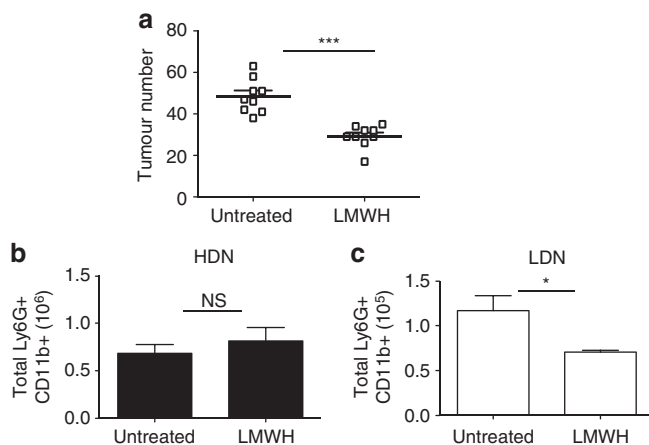 a
***
80
60
40
20
0
Tumour number
Untreated LMWH
b
HDN
1.5
1.0
0.5
0.0
Total Ly6G+
CD11b+ (10⁶)
NS
Untreated LMWH
c
LDN
1.5
1.0
0.5
0.0
Total Ly6G+
CD11b+ (10⁵)
*
Untreated LMWH